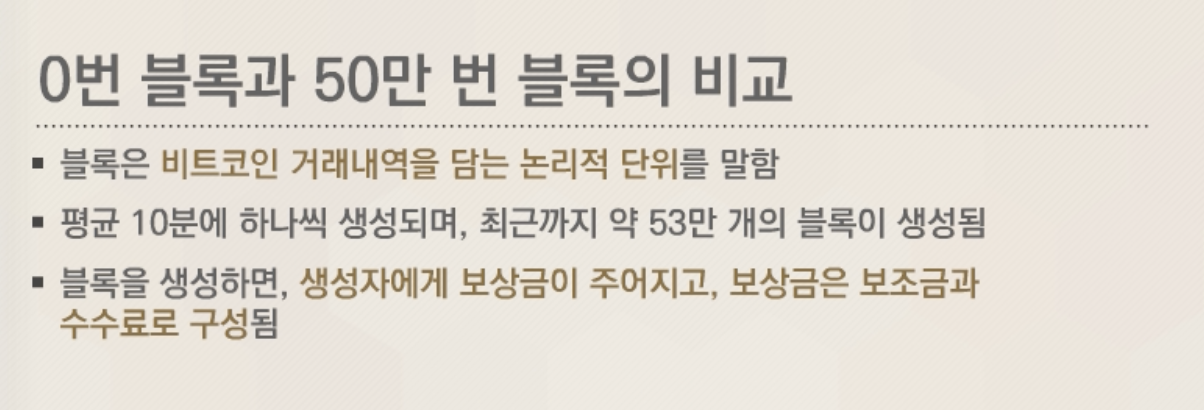 0번 블록과 50만 번 블록의 비교
▪ 블록은 비트코인 거래내역을 담는 논리적 단위를 말함
▪ 평균 10분에 하나씩 생성되며, 최근까지 약 53만 개의 블록이 생성됨
▪ 블록을 생성하면, 생성자에게 보상금이 주어지고, 보상금은 보조금과
수수료로 구성됨